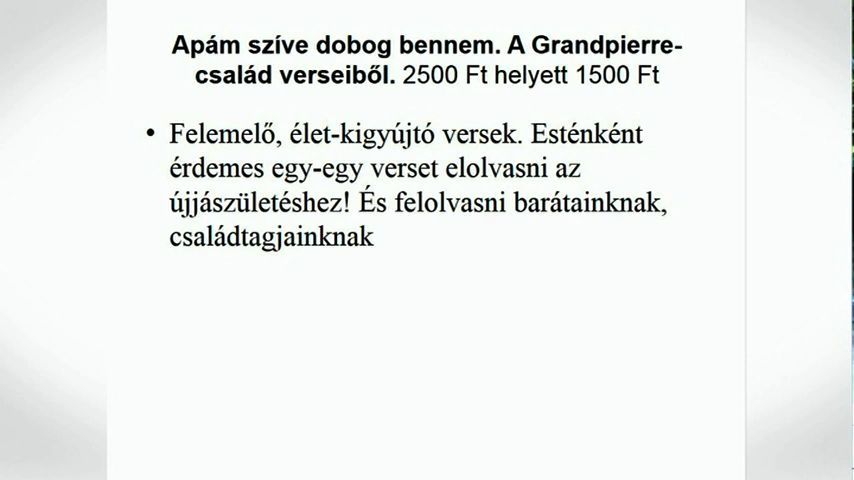 Apám szíve dobog bennem. A Grandpierre-
család verseiből. 2500 Ft helyett 1500 Ft
• Felemelő, élet-kigyújtó versek. Esténként
érdemes egy-egy verset elolvasni az
újjászületéshez! És felolvasni barátainknak,
családtagjainknak